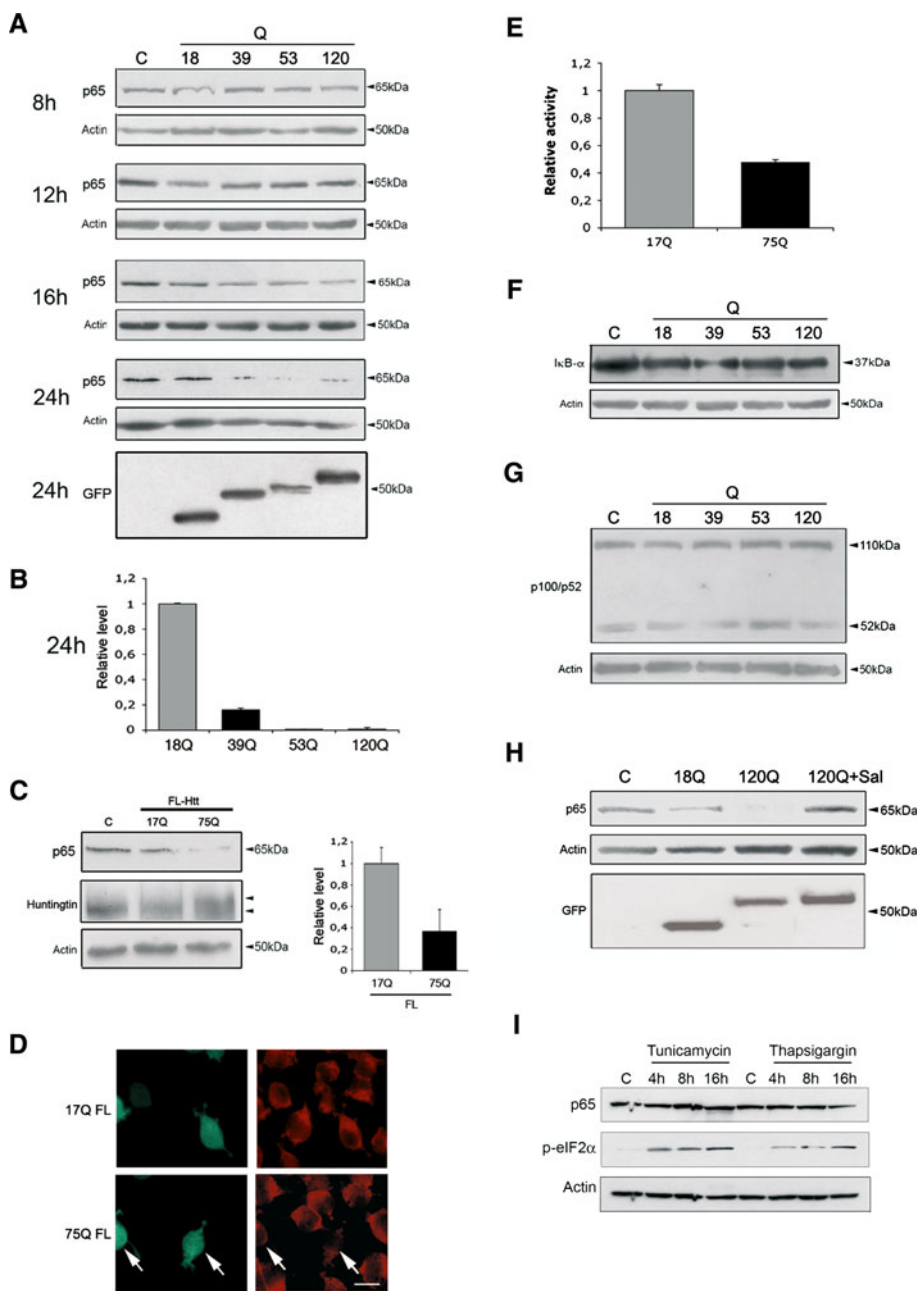 A
Q
C 18 39 53 120
8h
p65 65kDa
Actin 50kDa
12h
p65 65kDa
Actin 50kDa
16h
p65 65kDa
Actin 50kDa
24h
p65 65kDa
Actin 50kDa
24h
GFP 50kDa
B
24h
Relative level
1,2
1
0,8
0,6
0,4
0,2
0
18Q 39Q 53Q 120Q
C
FL-Htt
C 17Q 75Q
p65 65kDa
Huntingtin
Actin 50kDa
Relative level
1,2
1
0,8
0,6
0,4
0,2
0
17Q 75Q
FL
D
17Q FL
75Q FL
E
Relative activity
1,2
1
0,8
0,6
0,4
0,2
0
17Q 75Q
F
Q
C 18 39 53 120
IκB-α 37kDa
Actin 50kDa
G
Q
C 18 39 53 120
110kDa
p100/p52
52kDa
Actin 50kDa
H
C 18Q 120Q 120Q+Sal
p65 65kDa
Actin 50kDa
GFP 50kDa
I
Tunicamycin Thapsigargin
C 4h 8h 16h C 4h 8h 16h
p65
p-eIF2α
Actin